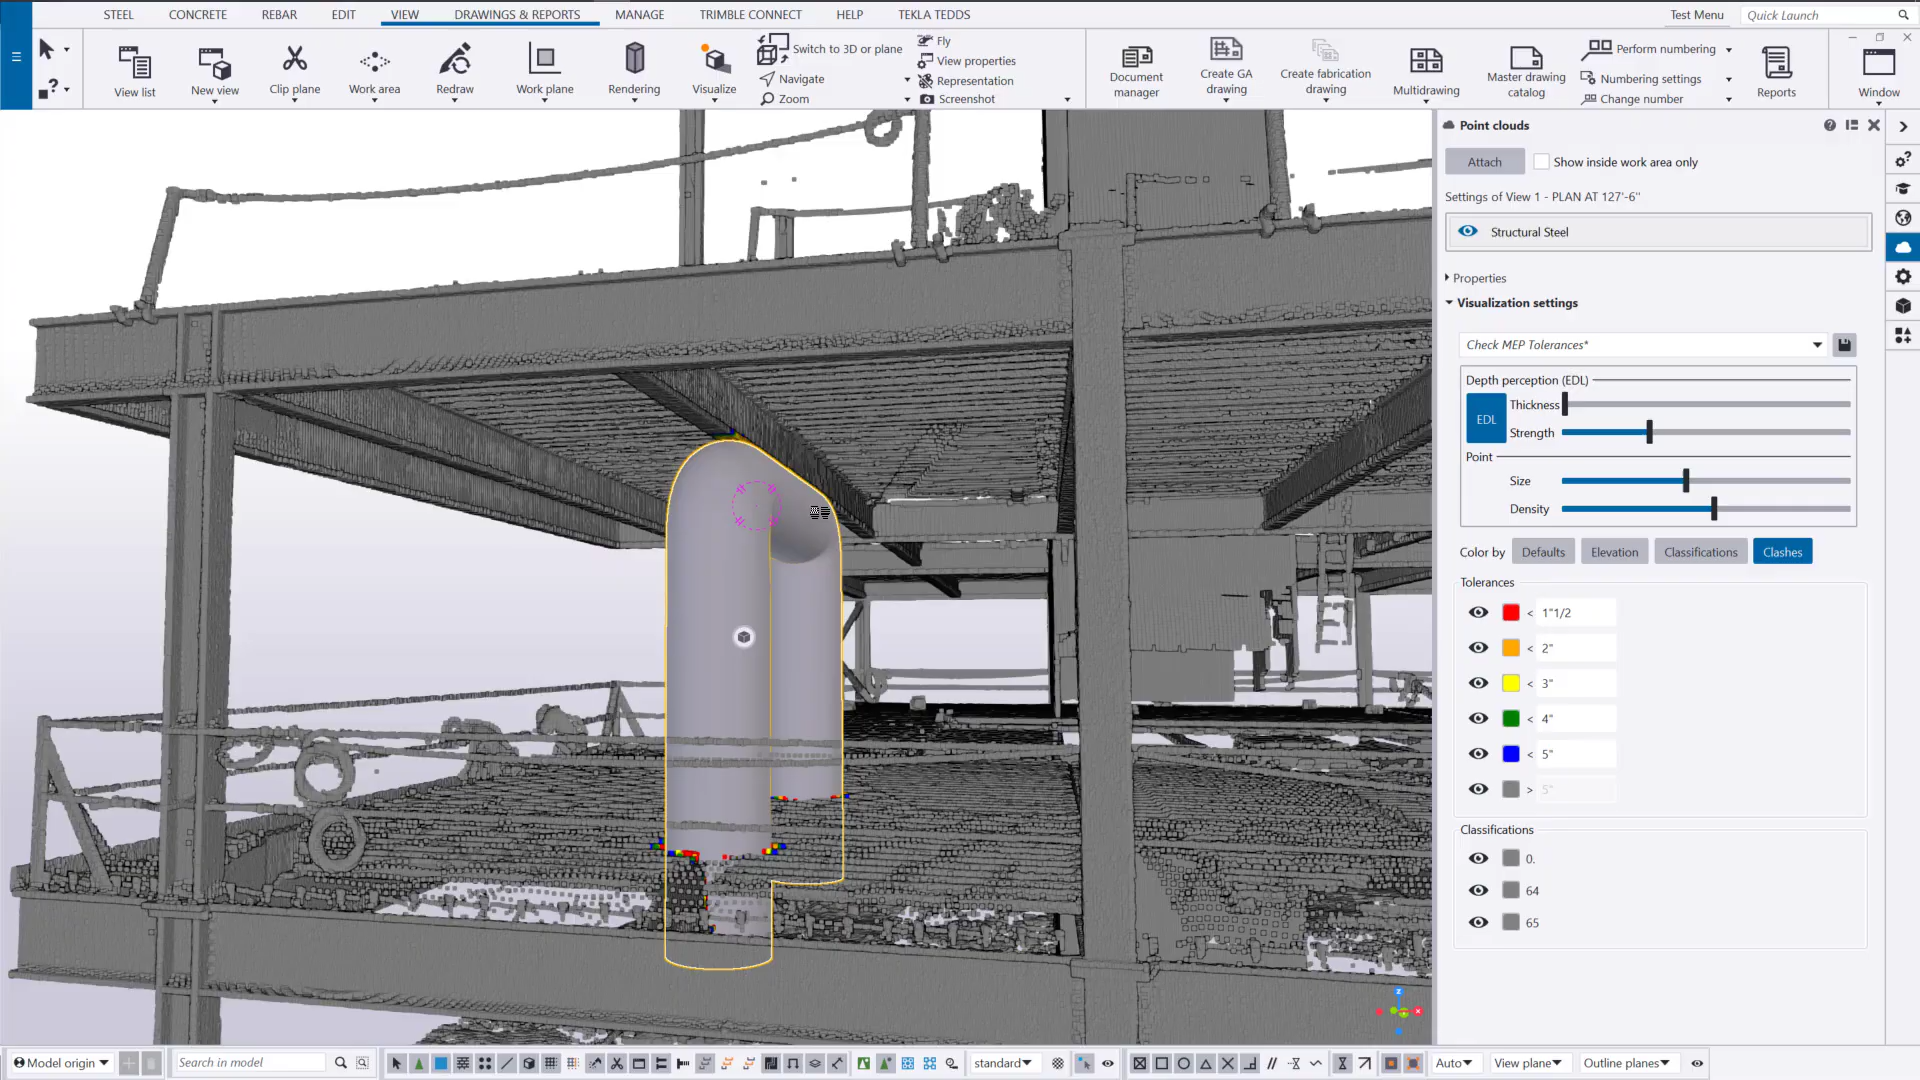 STEEL CONCRETE REBAR EDIT VIEW DRAWINGS & REPORTS MANAGE TRIMBLE CONNECT HELP TEKLA TEDDS Test Menu Quick Launch
View list
New view
Clip plane
Work area
Redraw
Work plane
Rendering
Visualize
Switch to 3D or plane
Navigate
Zoom
Fly
View properties
Representation
Screenshot
Document
manager
Create GA
drawing
Create fabrication
drawing
Multidrawing
Master drawing
catalog
Perform numbering
Numbering settings
Change number
Reports
Window
Point clouds
Attach Show inside work area only
Settings of View 1 - PLAN AT 127'-6"
Structural Steel
Properties
Visualization settings
Check MEP Tolerances*
Depth perception (EDL)
EDL
Thickness
Strength
Point
Size
Density
Color by Defaults Elevation Classifications Clashes
Tolerances
< 1"1/2
< 2"
< 3"
< 4"
< 5"
> 5"
Classifications
0.
64
65
Model origin Search in model standard Auto View plane Outline planes